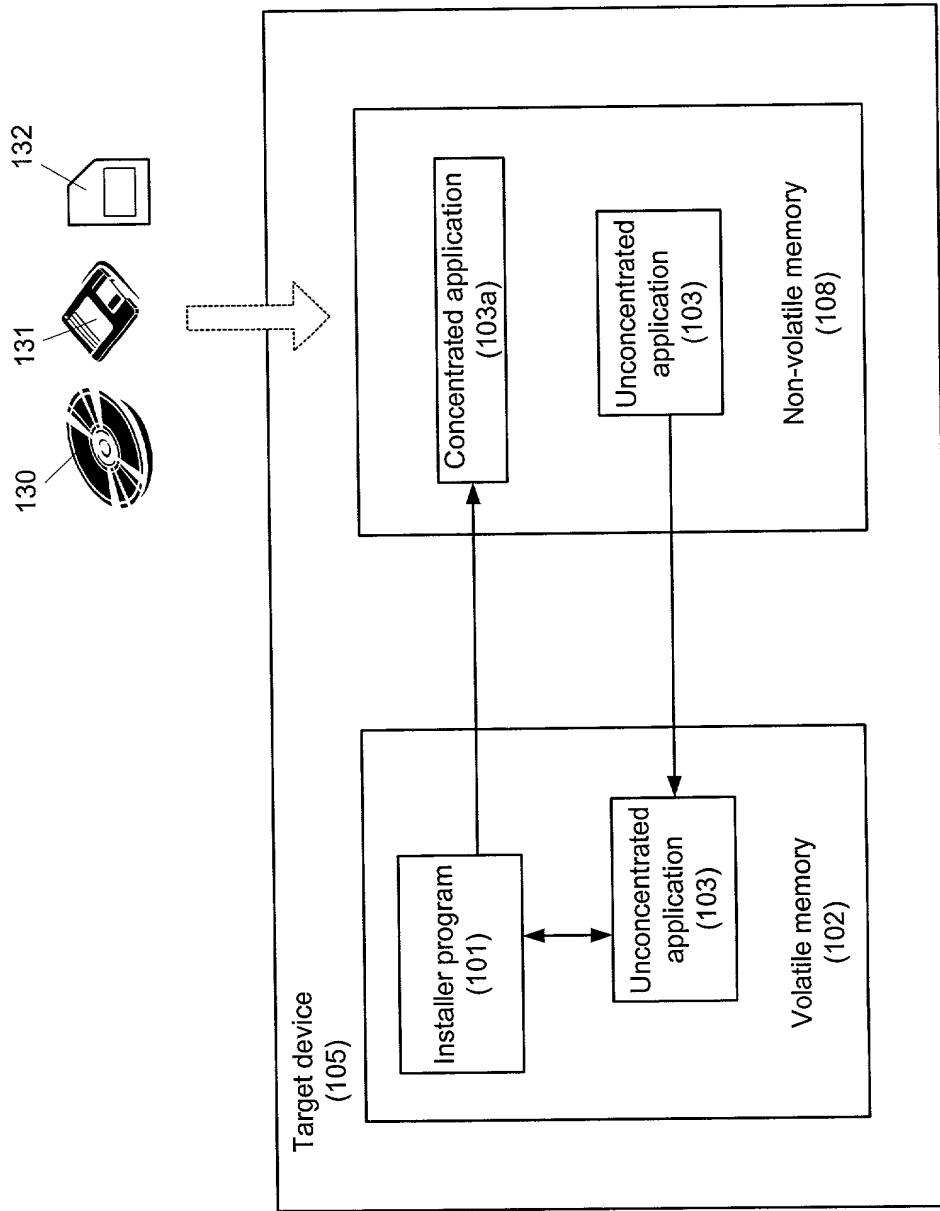 Target device
(105)
Installer program
(101)
Unconcentrated
application
(103)
Volatile memory
(102)
130
131
132
Concentrated application
(103a)
Unconcentrated
application
(103)
Non-volatile memory
(108)